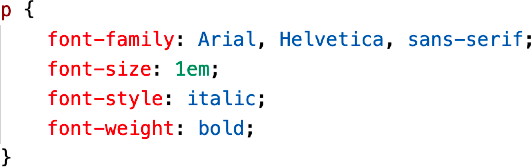 p {
    font-family: Arial, Helvetica, sans-serif;
    font-size: 1em;
    font-style: italic;
    font-weight: bold;
}